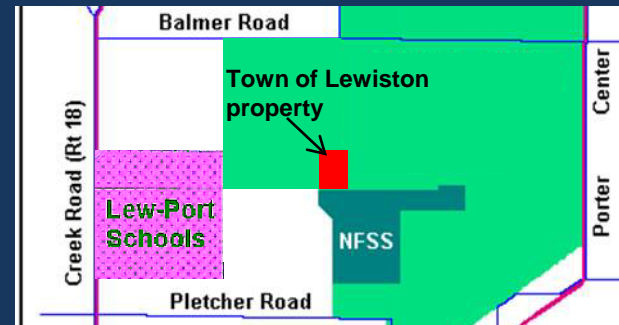 Balmer Road
Town of Lewiston
property
Creek Road (Rt 18)
Lew-Port
Schools
NFSS
Porter Center
Pletcher Road